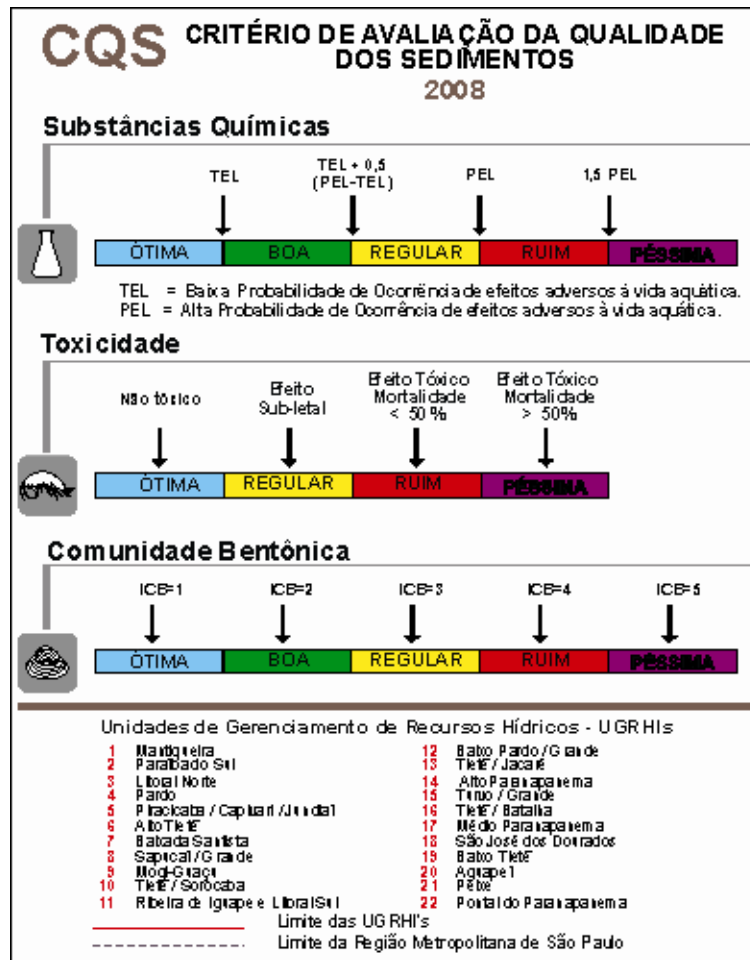 CQS CRITÉRIO DE AVALIAÇÃO DA QUALIDADE
DOS SEDIMENTOS
2008
Substâncias Químicas
TEL
TEL + 0,5
(PEL-TEL)
PEL
1,5 PEL
ÓTIMA BOA REGULAR RUIM PÉSSIMA
TEL = Baixa Probabilidade de Ocorrência de efeitos adversos à vida aquática.
PEL = Alta Probabilidade de Ocorrência de efeitos adversos à vida aquática.
Toxicidade
Não tóxico
Efeito
Sub-letal
Efeito Tóxico
Mortalidade
< 50%
Efeito Tóxico
Mortalidade
> 50%
ÓTIMA REGULAR RUIM PÉSSIMA
Comunidade Bentônica
ICB=1 ICB=2 ICB=3 ICB=4 ICB=5
ÓTIMA BOA REGULAR RUIM PÉSSIMA
Unidades de Gerenciamento de Recursos Hídricos - UGRHIs
1 Mantiqueira
2 Paraíba do Sul
3 Litoral Norte
4 Pardo
5 Piracicaba / Capivari / Jundiaí
6 Alto Tietê
7 Baixada Santista
8 Sapucaí / Grande
9 Mogi-Guaçu
10 Tietê / Sorocaba
11 Ribeira de Iguape e Litoral Sul
12 Baixo Pardo / Grande
13 Tietê / Jacaré
14 Alto Paranapanema
15 Turvo / Grande
16 Tietê / Batalha
17 Médio Paranapanema
18 São José dos Dourados
19 Baixo Tietê
20 Aguapeí
21 Peixe
22 Pontal do Paranapanema
Limite das UGRHI's
Limite da Região Metropolitana de São Paulo